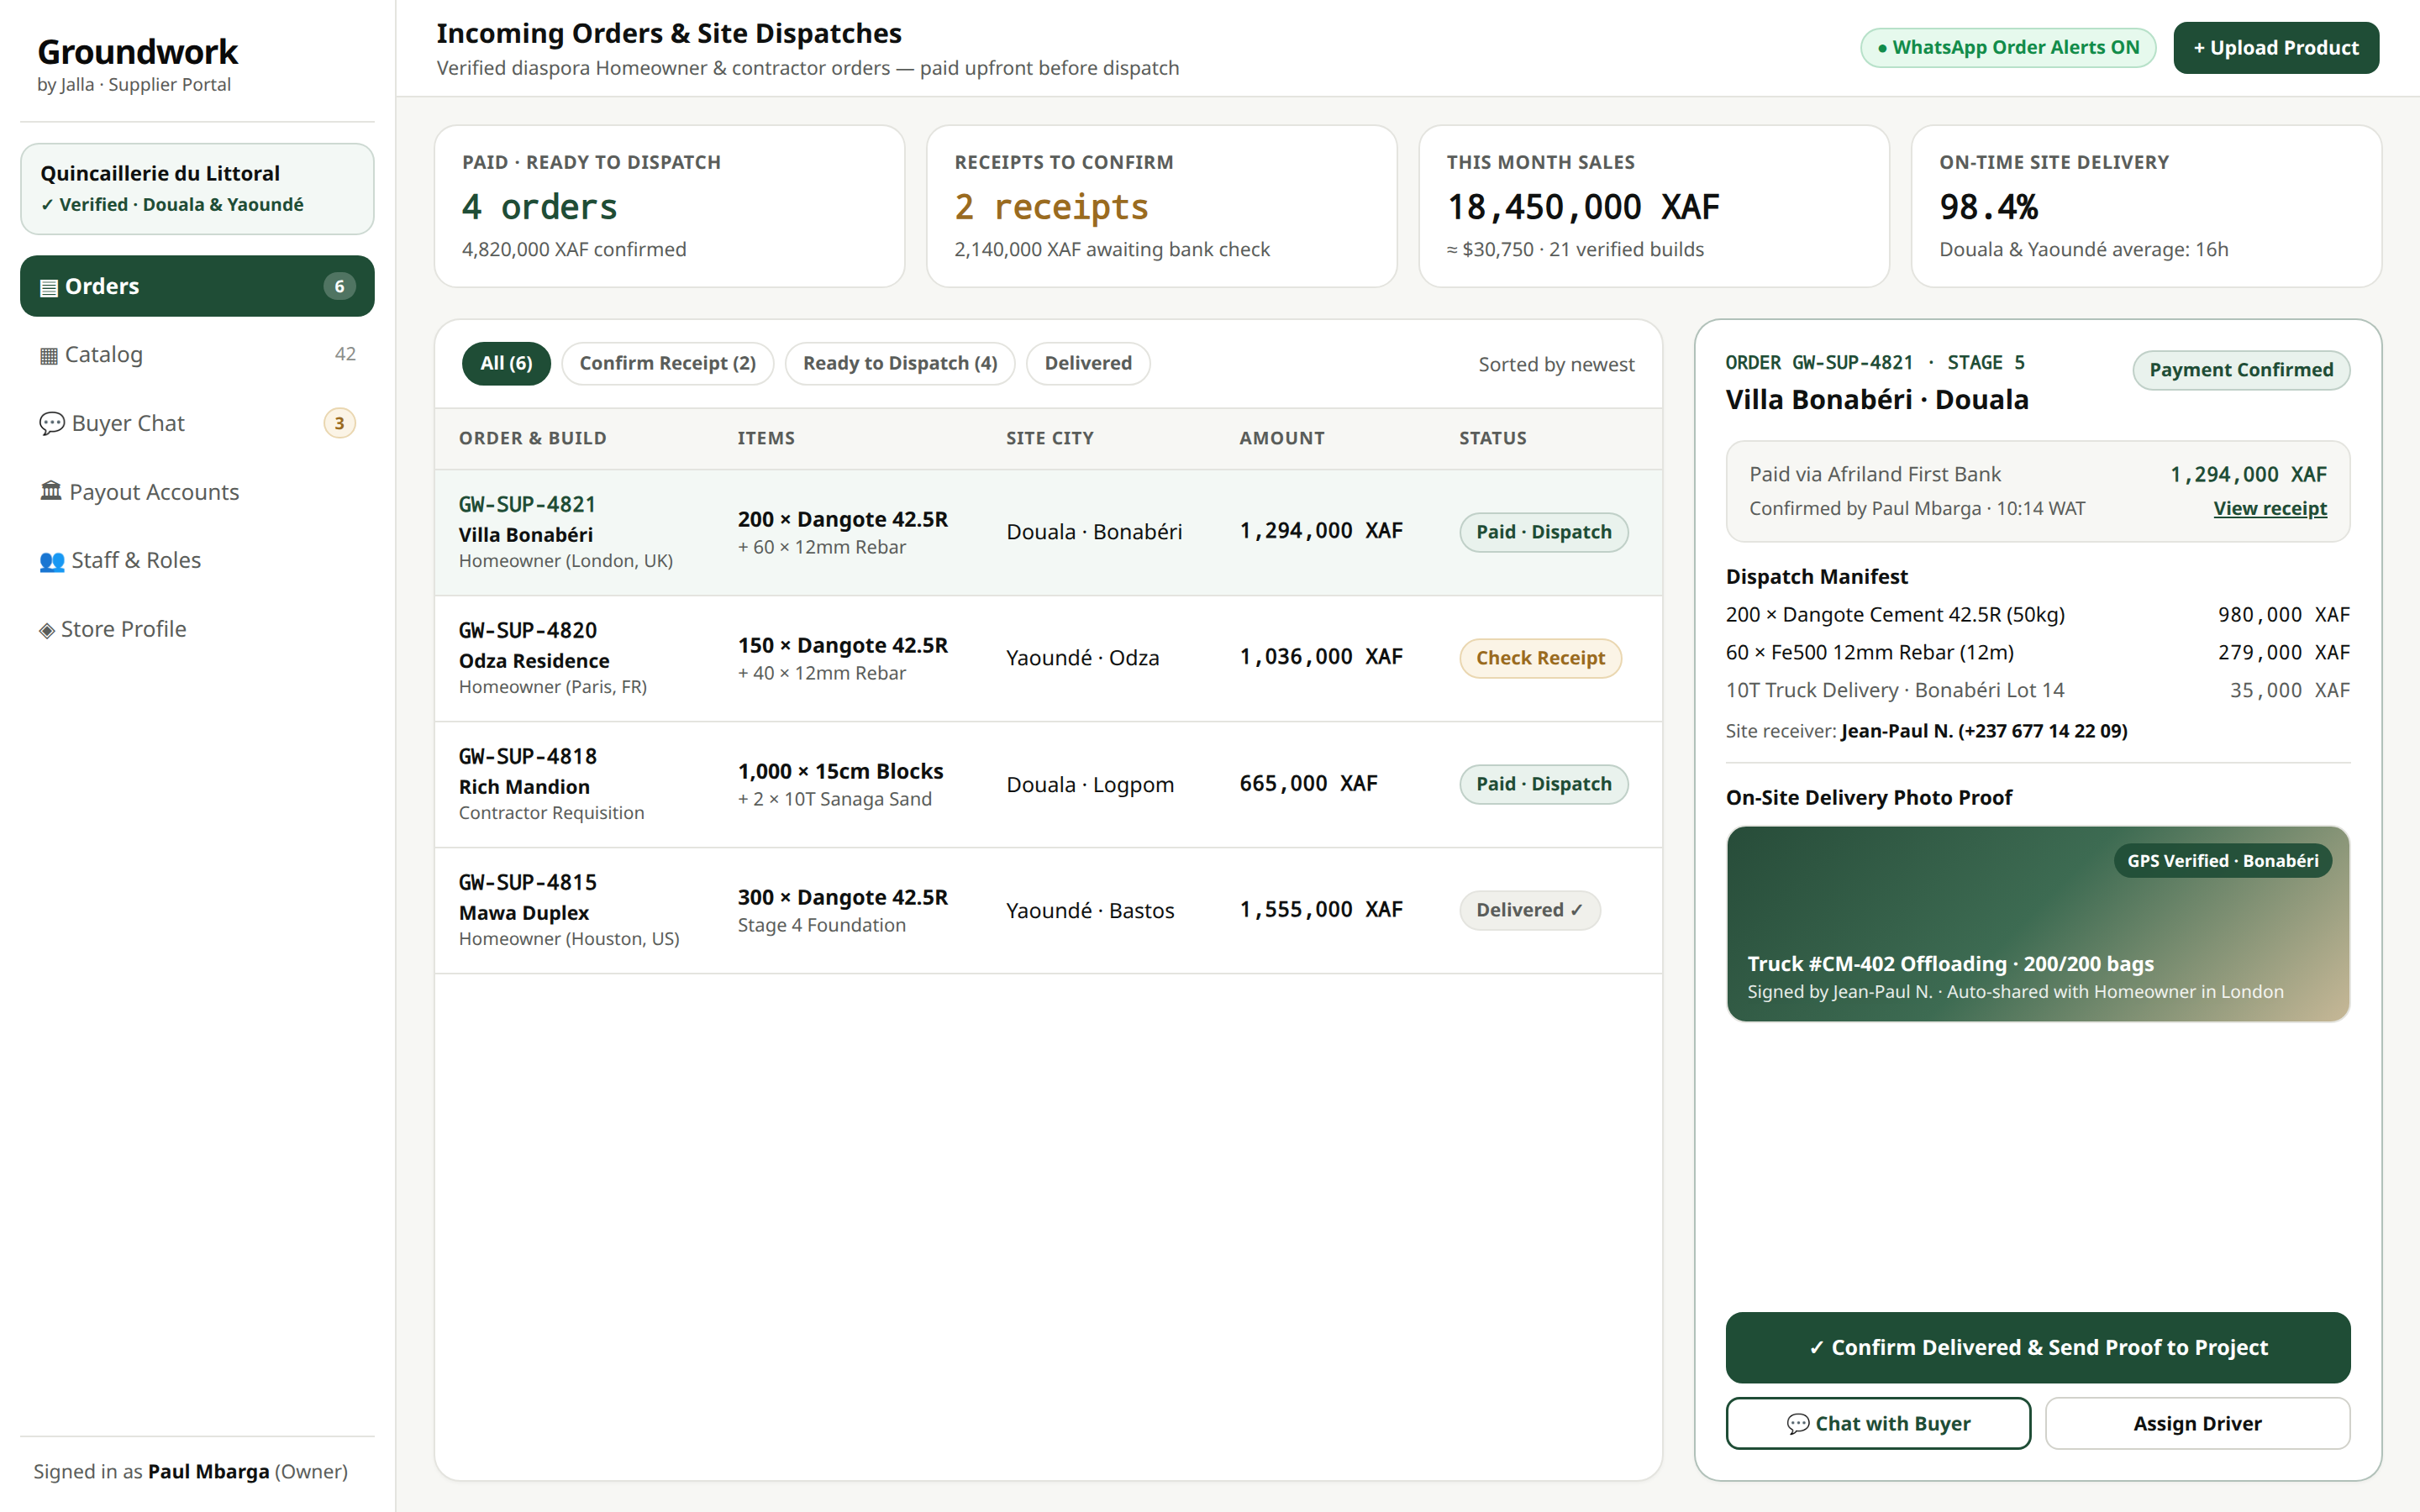 Groundwork
by Jalla · Supplier Portal
Quincaillerie du Littoral
✓ Verified · Douala & Yaoundé
Orders 6
Catalog 42
Buyer Chat 3
Payout Accounts
Staff & Roles
Store Profile
Signed in as Paul Mbarga (Owner)
Incoming Orders & Site Dispatches
Verified diaspora Homeowner & contractor orders — paid upfront before dispatch
● WhatsApp Order Alerts ON
+ Upload Product
PAID · READY TO DISPATCH
4 orders
4,820,000 XAF confirmed
RECEIPTS TO CONFIRM
2 receipts
2,140,000 XAF awaiting bank check
THIS MONTH SALES
18,450,000 XAF
≈ $30,750 · 21 verified builds
ON-TIME SITE DELIVERY
98.4%
Douala & Yaoundé average: 16h
All (6) Confirm Receipt (2) Ready to Dispatch (4) Delivered Sorted by newest
ORDER & BUILD ITEMS SITE CITY AMOUNT STATUS
GW-SUP-4821
Villa Bonabéri
Homeowner (London, UK)
200 × Dangote 42.5R
+ 60 × 12mm Rebar
Douala · Bonabéri
1,294,000 XAF
Paid · Dispatch
GW-SUP-4820
Odza Residence
Homeowner (Paris, FR)
150 × Dangote 42.5R
+ 40 × 12mm Rebar
Yaoundé · Odza
1,036,000 XAF
Check Receipt
GW-SUP-4818
Rich Mandion
Contractor Requisition
1,000 × 15cm Blocks
+ 2 × 10T Sanaga Sand
Douala · Logpom
665,000 XAF
Paid · Dispatch
GW-SUP-4815
Mawa Duplex
Homeowner (Houston, US)
300 × Dangote 42.5R
Stage 4 Foundation
Yaoundé · Bastos
1,555,000 XAF
Delivered ✓
ORDER GW-SUP-4821 · STAGE 5
Villa Bonabéri · Douala
Payment Confirmed
Paid via Afriland First Bank 1,294,000 XAF
Confirmed by Paul Mbarga · 10:14 WAT View receipt
Dispatch Manifest
200 × Dangote Cement 42.5R (50kg) 980,000 XAF
60 × Fe500 12mm Rebar (12m) 279,000 XAF
10T Truck Delivery · Bonabéri Lot 14 35,000 XAF
Site receiver: Jean-Paul N. (+237 677 14 22 09)
On-Site Delivery Photo Proof
GPS Verified · Bonabéri
Truck #CM-402 Offloading · 200/200 bags
Signed by Jean-Paul N. · Auto-shared with Homeowner in London
✓ Confirm Delivered & Send Proof to Project
Chat with Buyer
Assign Driver